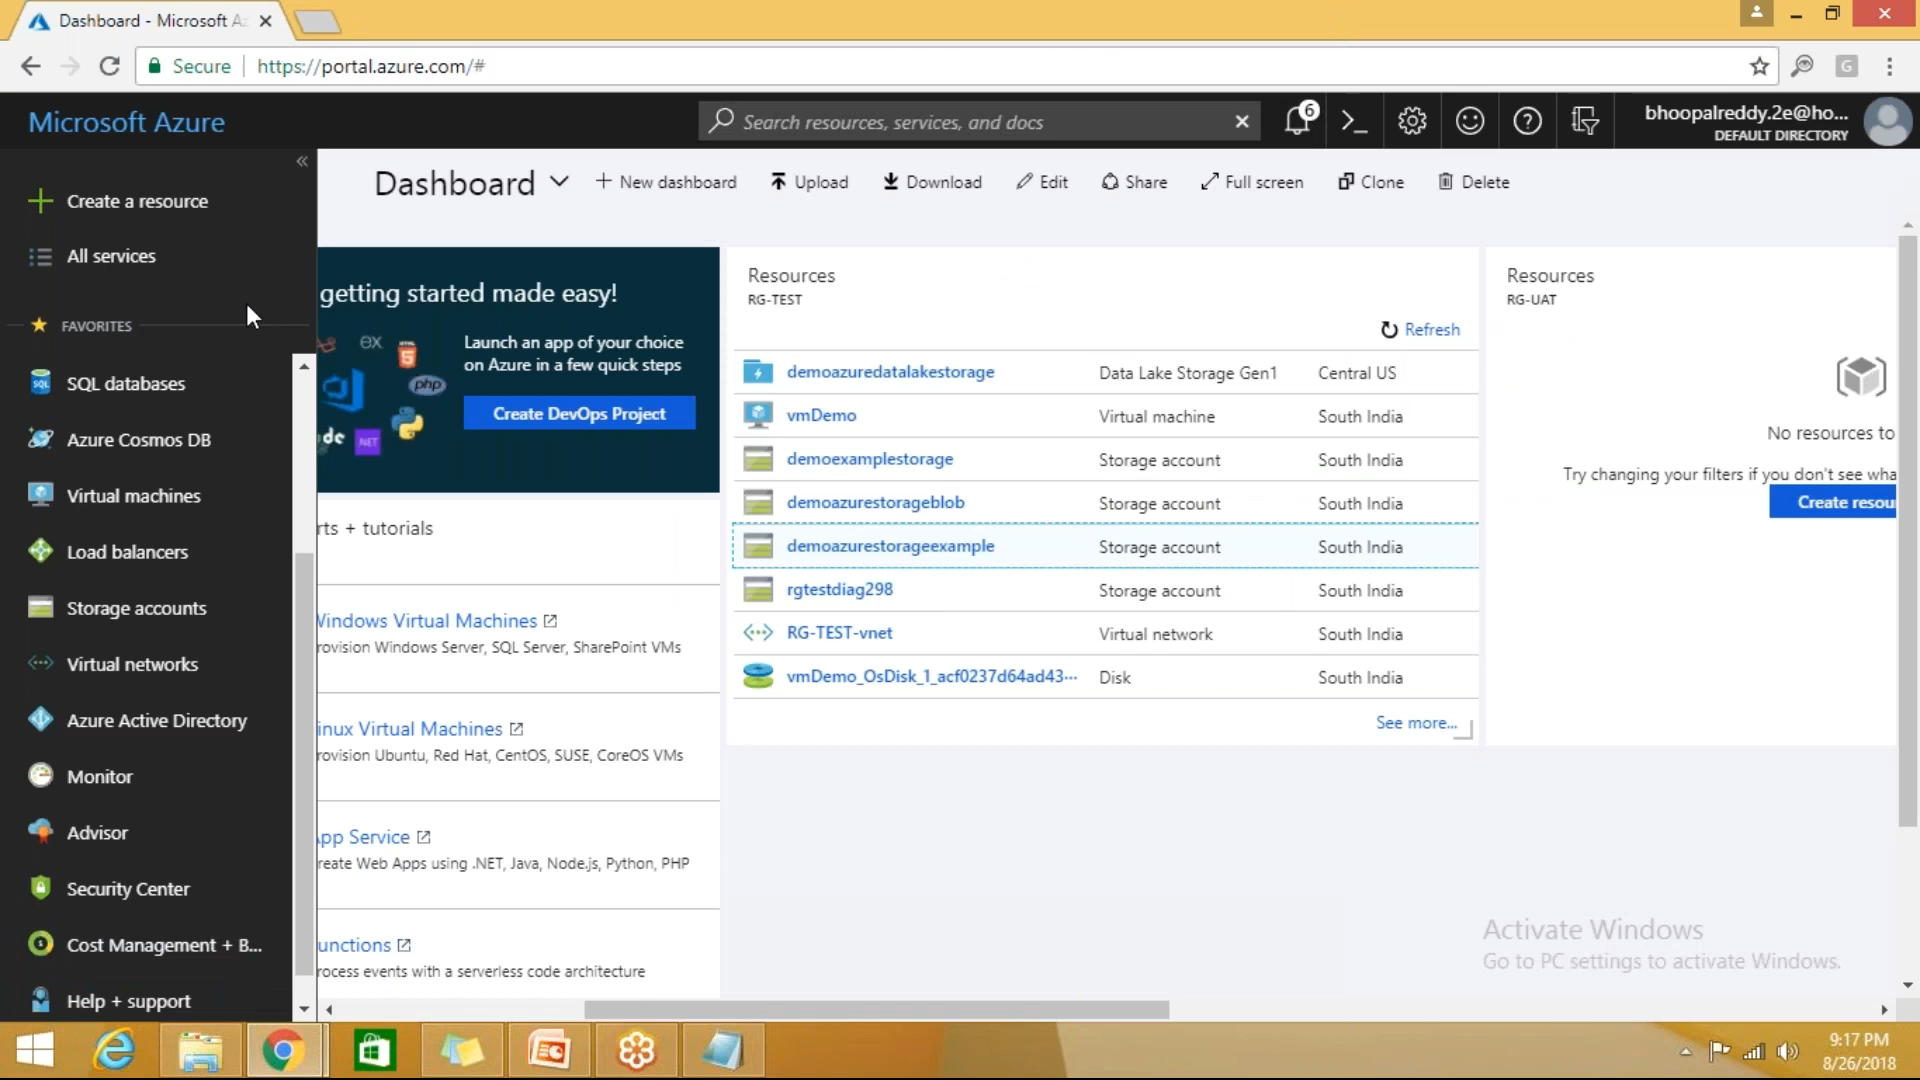 Dashboard - Microsoft Az
Secure
https://portal.azure.com/#
G
Microsoft Azure
Search resources, services, and docs
6
bhoopalreddy.2e@ho...
DEFAULT DIRECTORY
Create a resource
All services
FAVORITES
SQL databases
Azure Cosmos DB
Virtual machines
Load balancers
Storage accounts
Virtual networks
Azure Active Directory
Monitor
Advisor
Security Center
Cost Management + B...
Help + support
Dashboard
New dashboard
Upload
Download
Edit
Share
Full screen
Clone
Delete
getting started made easy!
Launch an app of your choice
on Azure in a few quick steps
Create DevOps Project
ex
php
de
.NET
rts + tutorials
Windows Virtual Machines
rovision Windows Server, SQL Server, SharePoint VMs
inux Virtual Machines
rovision Ubuntu, Red Hat, CentOS, SUSE, CoreOS VMs
App Service
reate Web Apps using .NET, Java, Node.js, Python, PHP
unctions
rocess events with a serverless code architecture
Resources
RG-TEST
Refresh
demoazuredatalakestorage Data Lake Storage Gen1 Central US
vmDemo Virtual machine South India
demoexamplestorage Storage account South India
demoazurestorageblob Storage account South India
demoazurestorageexample Storage account South India
rgtestdiag298 Storage account South India
RG-TEST-vnet Virtual network South India
vmDemo_OsDisk_1_acf0237d64ad43... Disk South India
See more...
Resources
RG-UAT
No resources to
Try changing your filters if you don't see wha
Create resou
Activate Windows
Go to PC settings to activate Windows.
9:17 PM
8/26/2018